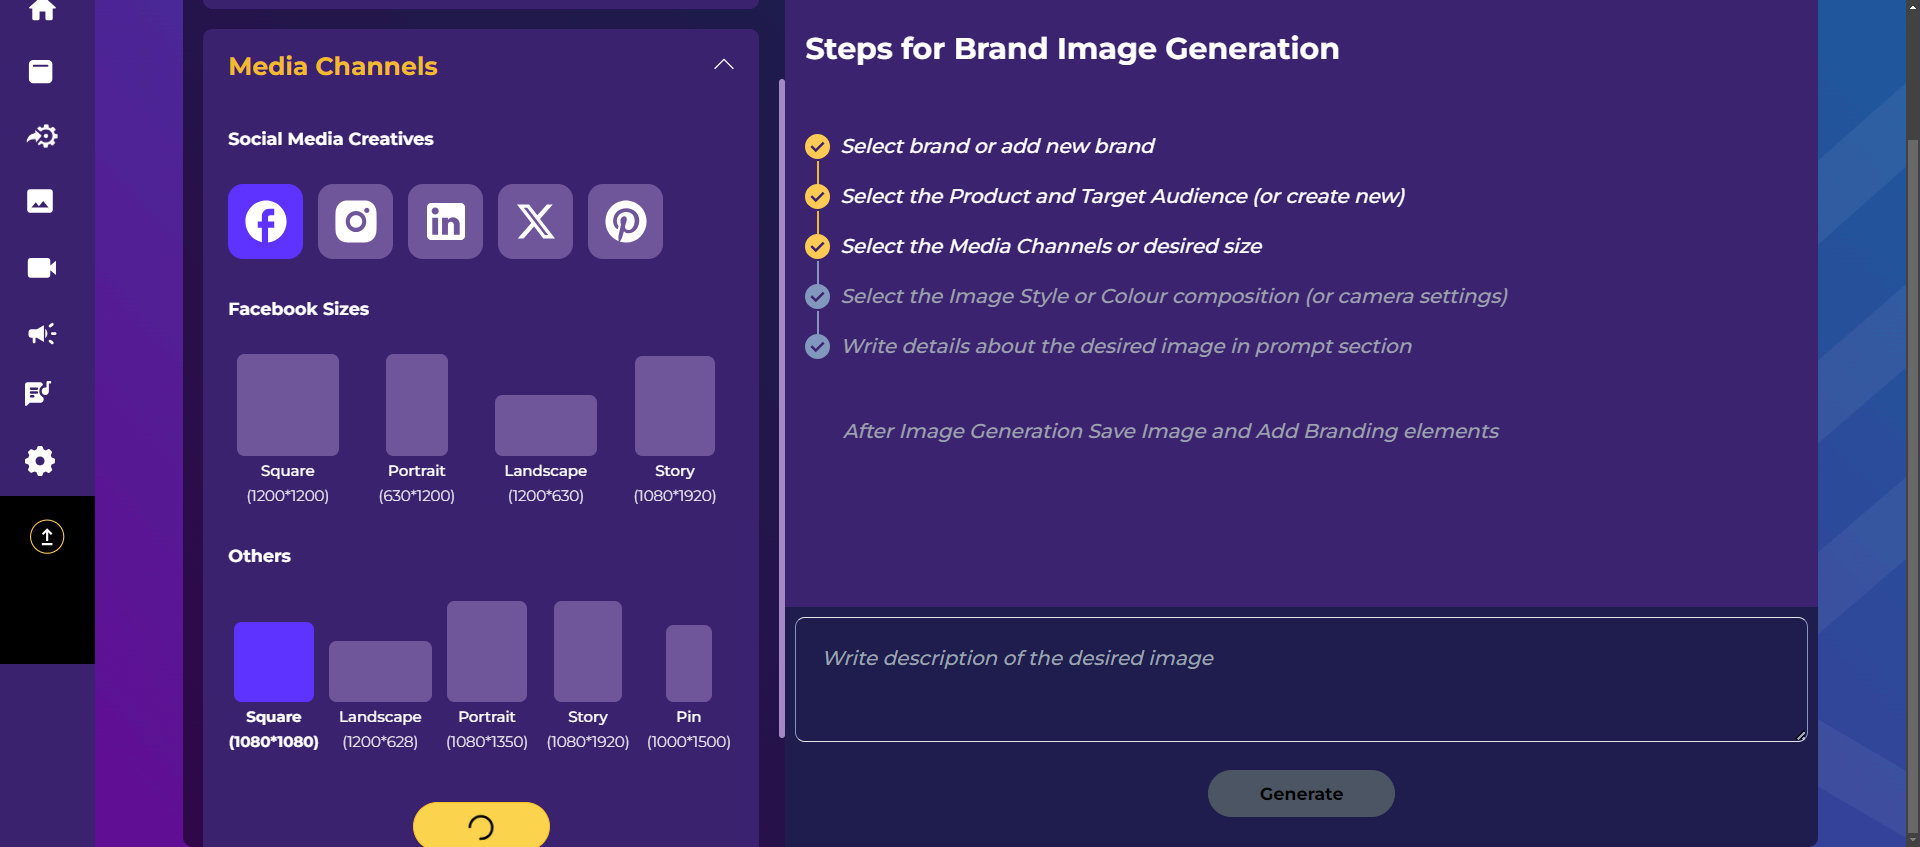 Media Channels
Social Media Creatives
Facebook Sizes
Square
(1200*1200)
Portrait
(630*1200)
Landscape
(1200*630)
Story
(1080*1920)
Others
Square
(1080*1080)
Landscape
(1200*628)
Portrait
(1080*1350)
Story
(1080*1920)
Pin
(1000*1500)
Steps for Brand Image Generation
Select brand or add new brand
Select the Product and Target Audience (or create new)
Select the Media Channels or desired size
Select the Image Style or Colour composition (or camera settings)
Write details about the desired image in prompt section
After Image Generation Save Image and Add Branding elements
Write description of the desired image
Generate